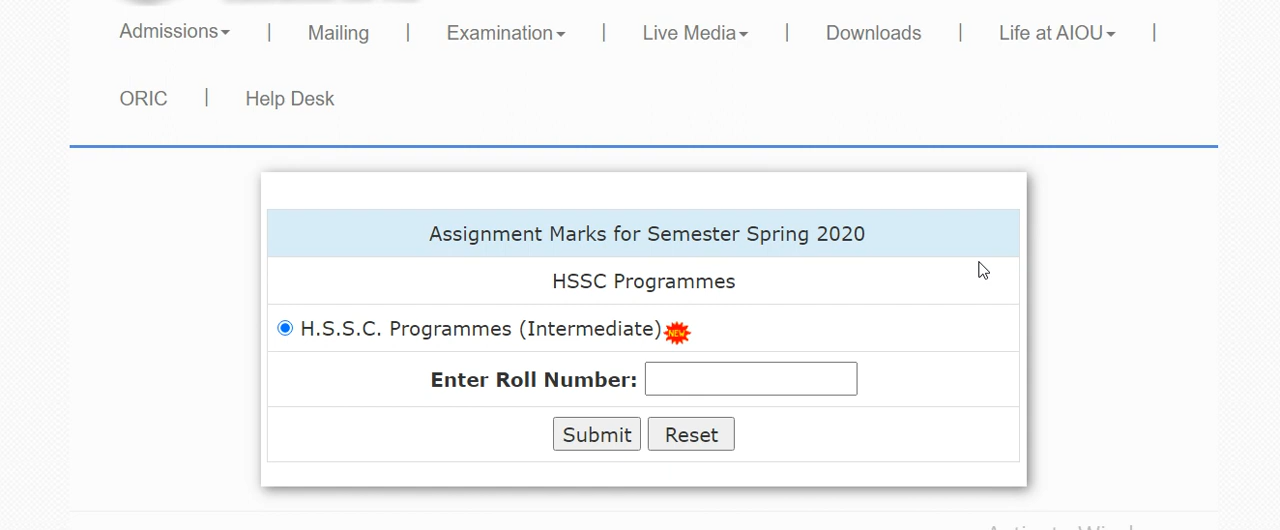 Admissions | Mailing | Examination | Live Media | Downloads | Life at AIOU |
ORIC | Help Desk
Assignment Marks for Semester Spring 2020
HSSC Programmes
H.S.S.C. Programmes (Intermediate) NEW
Enter Roll Number:
Submit Reset